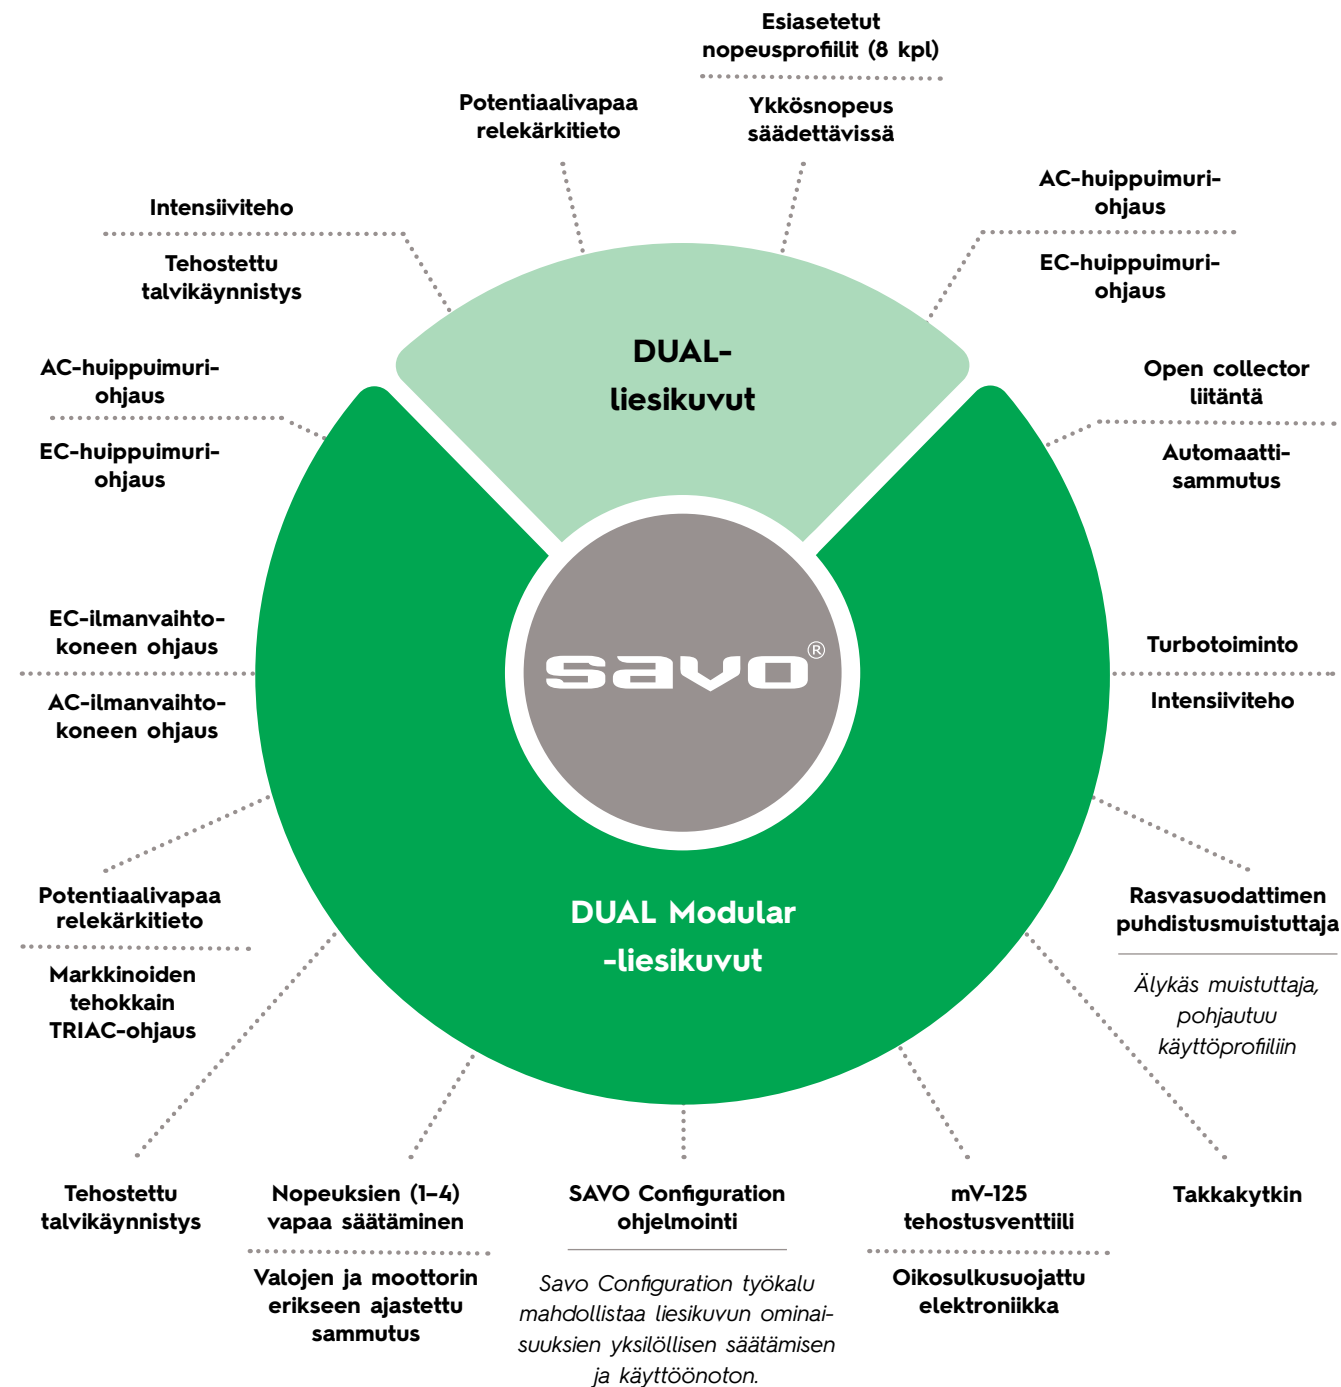 Esiasetetut
nopeusprofiilit (8 kpl)
Ykkösnopeus
säädettävissä
Potentiaalivapaa
relekärkitieto
Intensiiviteho
Tehostettu
talvikäynnistys
AC-huippuimuri-
ohjaus
EC-huippuimuri-
ohjaus
DUAL-
liesikuvut
AC-huippuimuri-
ohjaus
EC-huippuimuri-
ohjaus
Open collector
liitäntä
Automaatti-
sammutus
EC-ilmanvaihto-
koneen ohjaus
AC-ilmanvaihto-
koneen ohjaus
savo®
Turbotoiminto
Intensiiviteho
Potentiaalivapaa
relekärkitieto
Markkinoiden
tehokkain
TRIAC-ohjaus
DUAL Modular
-liesikuvut
Rasvasuodattimen
puhdistusmuistuttaja
Älykäs muistuttaja,
pohjautuu
käyttöprofiiliin
Tehostettu
talvikäynnistys
Nopeuksien (1–4)
vapaa säätäminen
Valojen ja moottorin
erikseen ajastettu
sammutus
SAVO Configuration
ohjelmointi
Savo Configuration työkalu
mahdollistaa liesikuvun ominai-
suuksien yksilöllisen säätämisen
ja käyttöönoton.
mV-125
tehostusventtiili
Oikosulkusuojattu
elektroniikka
Takkakytkin